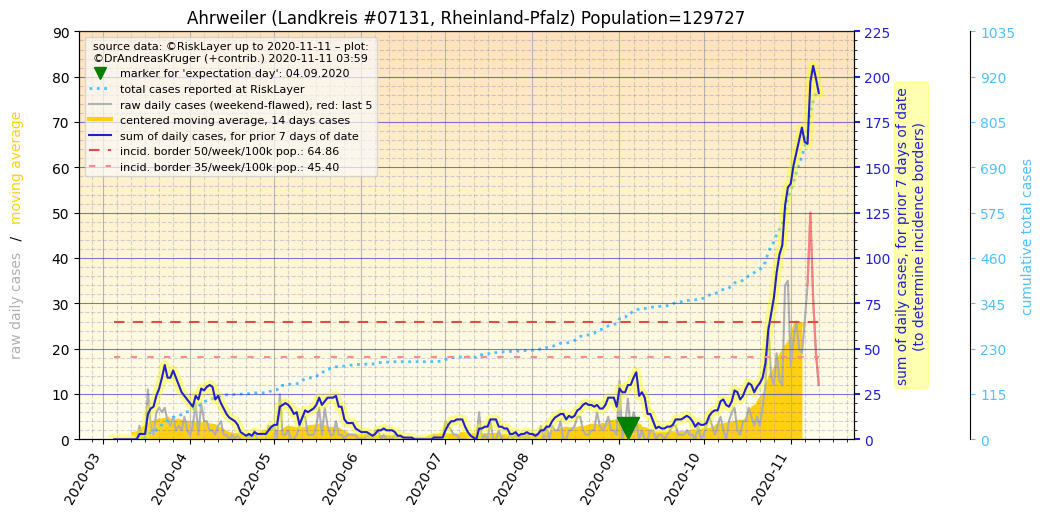 Ahrweiler (Landkreis #07131, Rheinland-Pfalz) Population=129727
source data: ©RiskLayer up to 2020-11-11 – plot:
©DrAndreasKruger (+contrib.) 2020-11-11 03:59
marker for 'expectation day': 04.09.2020
total cases reported at RiskLayer
raw daily cases (weekend-flawed), red: last 5
centered moving average, 14 days cases
sum of daily cases, for prior 7 days of date
incid. border 50/week/100k pop.: 64.86
incid. border 35/week/100k pop.: 45.40
raw daily cases / moving average
90
80
70
60
50
40
30
20
10
0
2020-03
2020-04
2020-05
2020-06
2020-07
2020-08
2020-09
2020-10
2020-11
225
200
175
150
125
100
75
50
25
0
sum of daily cases, for prior 7 days of date
(to determine incidence borders)
1035
920
805
690
575
460
345
230
115
0
cumulative total cases